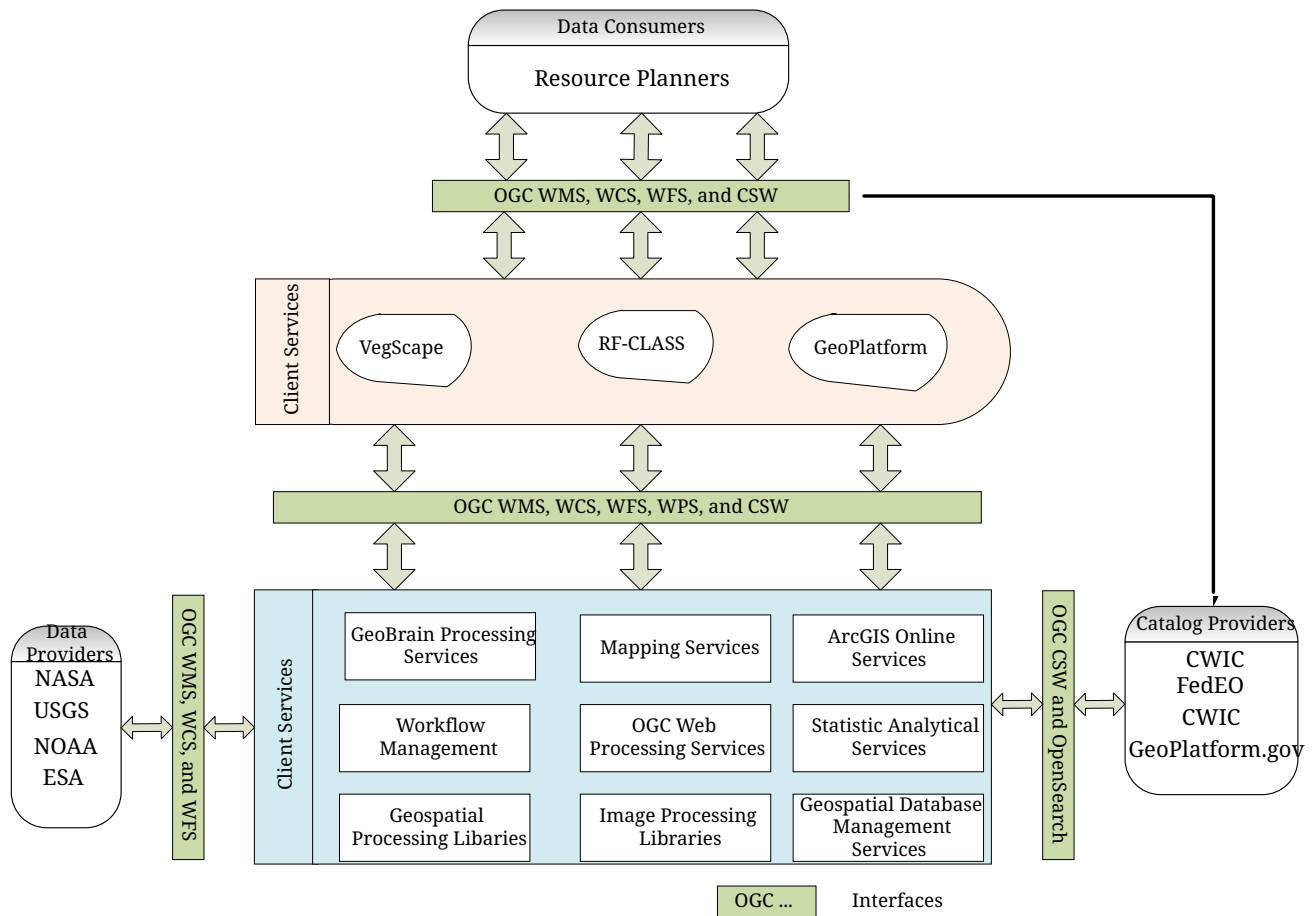 Data Consumers
Resource Planners
OGC WMS, WCS, WFS, and CSW
Client Services
VegScape
RF-CLASS
GeoPlatform
OGC WMS, WCS, WFS, WPS, and CSW
Data
Providers
NASA
USGS
NOAA
ESA
OGC WMS, WCS, and WFS
Client Services
GeoBrain Processing
Services
Mapping Services
ArcGIS Online
Services
Workflow
Management
OGC Web
Processing Services
Statistic Analytical
Services
Geospatial
Processing Libaries
Image Processing
Libraries
Geospatial Database
Management
Services
OGC CSW and OpenSearch
Catalog Providers
CWIC
FedEO
CWIC
GeoPlatform.gov
OGC ...
Interfaces